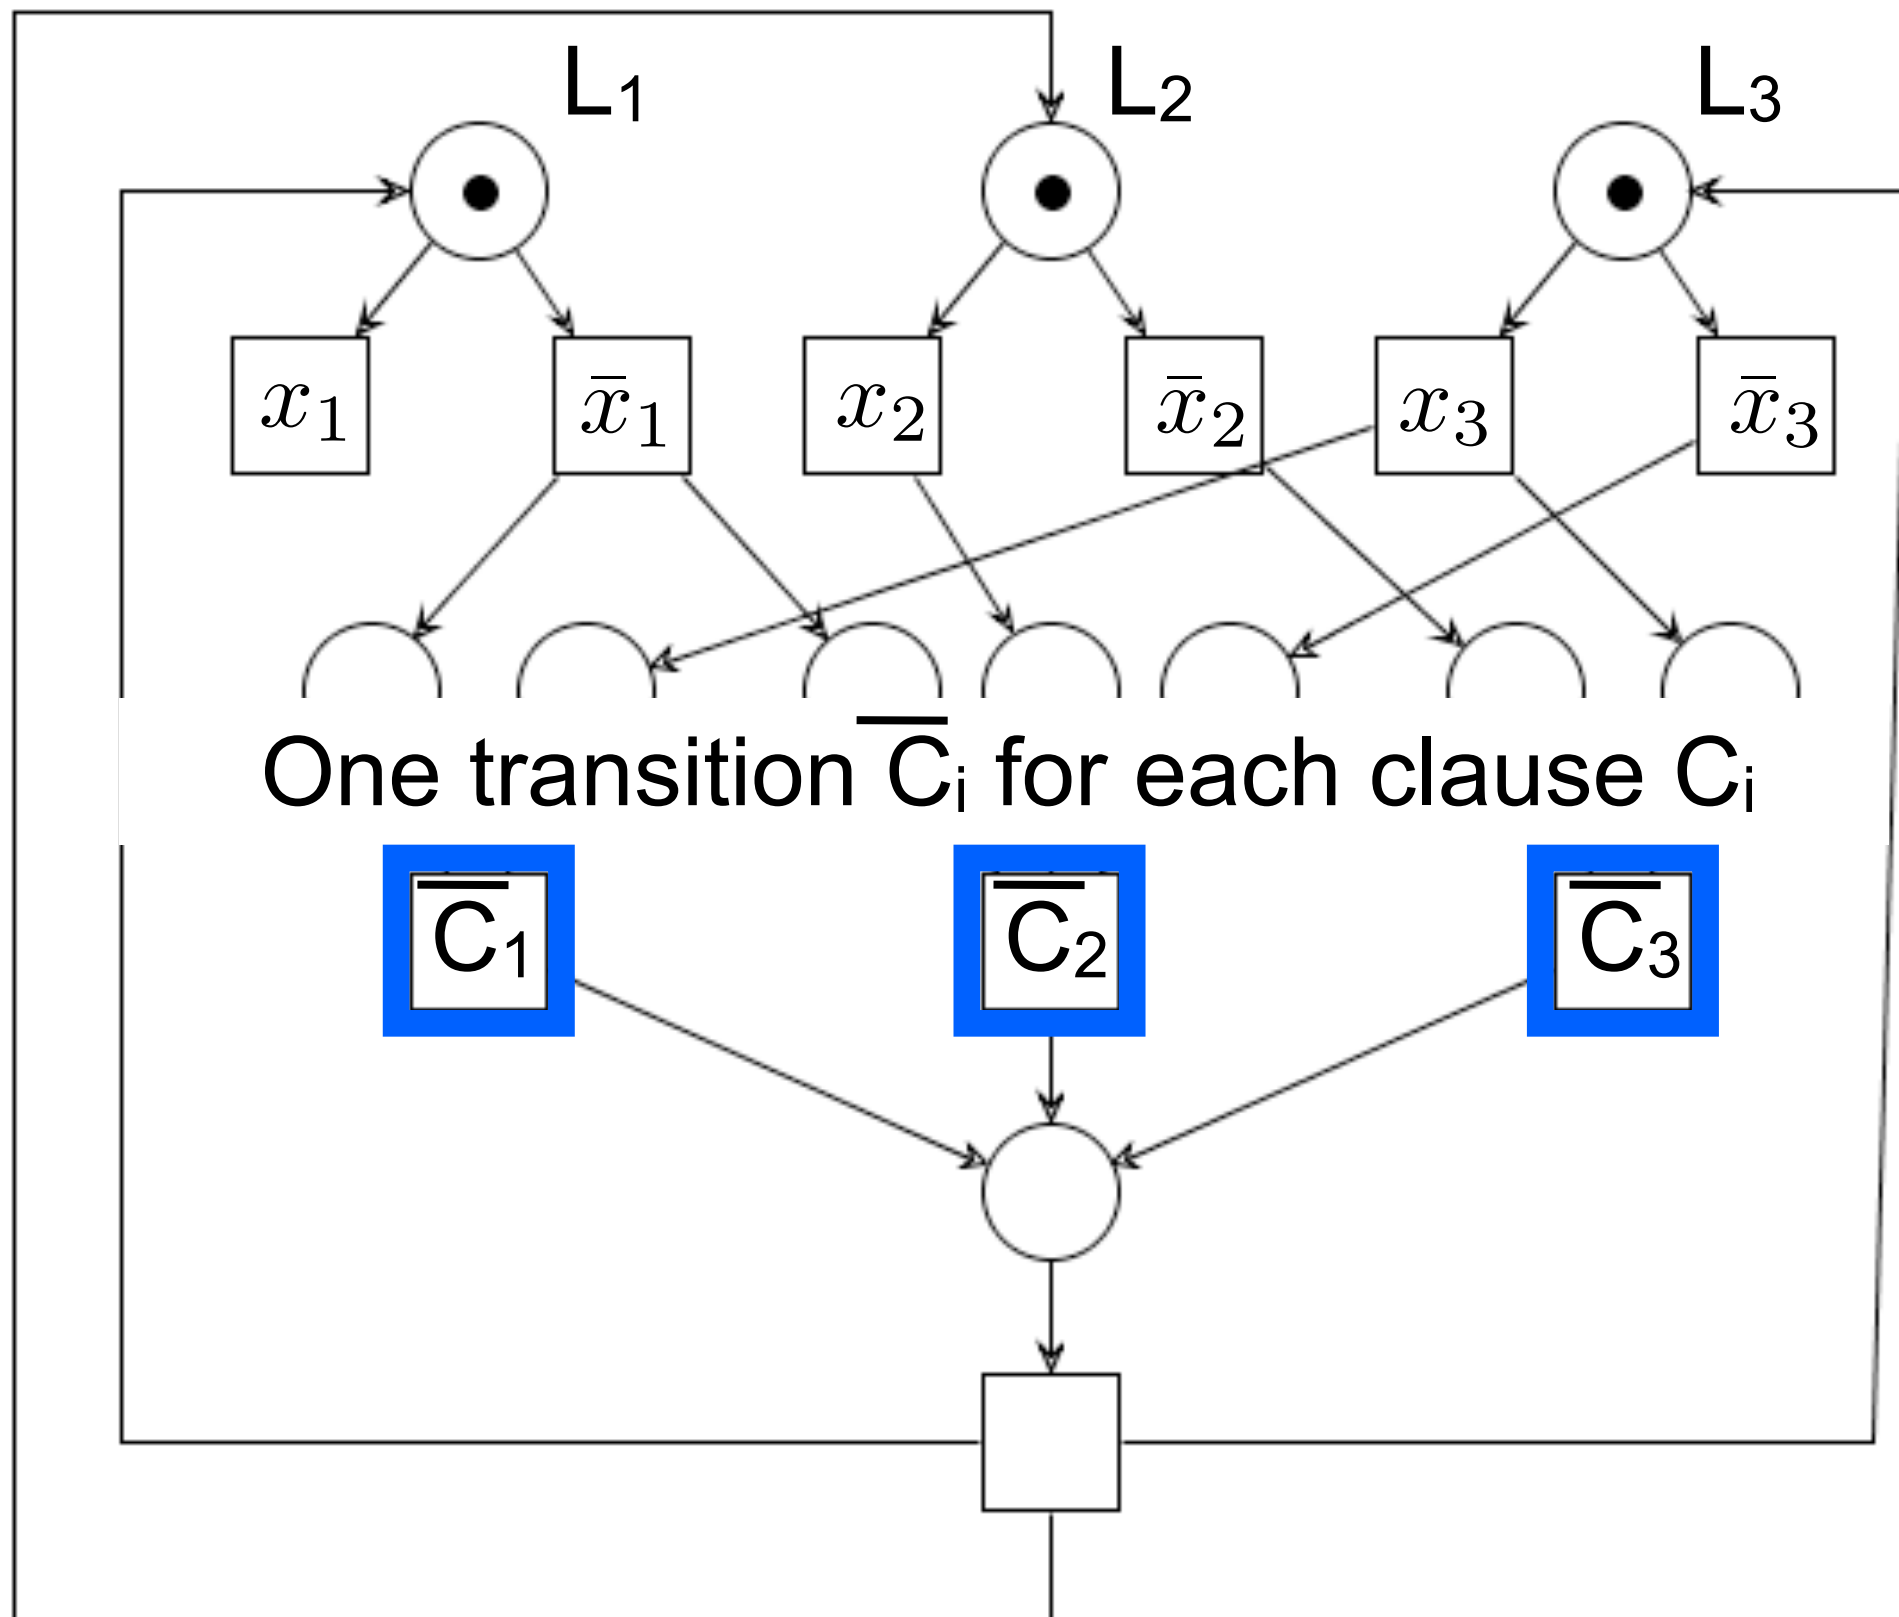 L₁ L₂ L₃
x₁ x̄₁ x₂ x̄₂ x₃ x̄₃
One transition C̅ᵢ for each clause Cᵢ
C̅₁ C̅₂ C̅₃